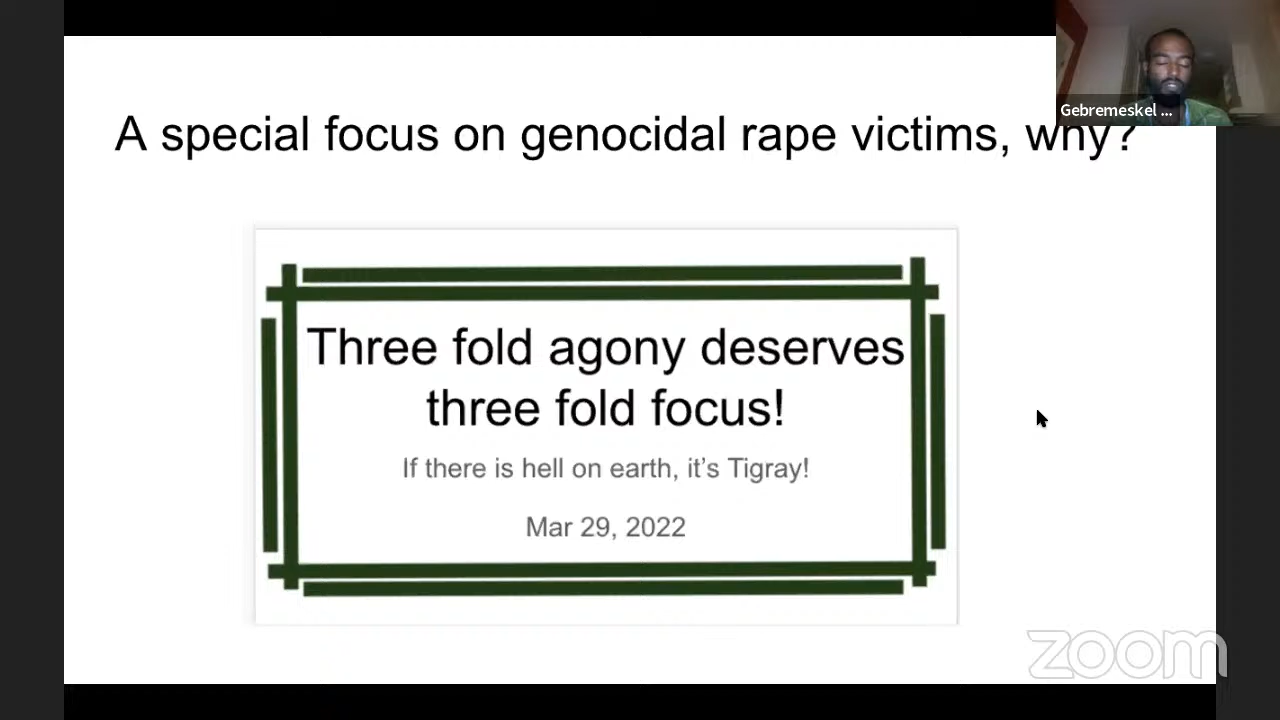 Gebremeskel ...
A special focus on genocidal rape victims, why?
Three fold agony deserves
three fold focus!
If there is hell on earth, it's Tigray!
Mar 29, 2022
zoom